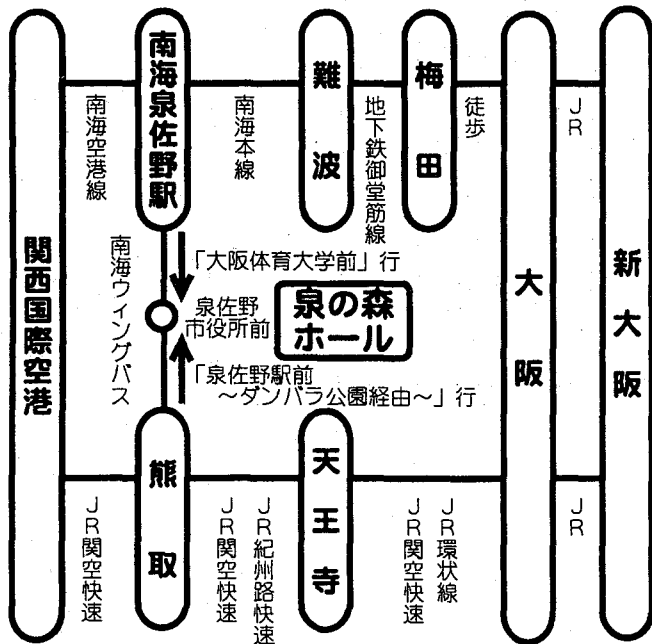 関西国際空港
南海泉佐野駅
難波
梅田
大阪
新大阪
南海空港線
南海本線
地下鉄御堂筋線
徒歩
JR
南海ウィングバス
「大阪体育大学前」行
泉佐野
市役所前
泉の森
ホール
「泉佐野駅前
～ダンバラ公園経由～」行
熊取
天王寺
JR関空快速
JR関空快速
JR紀州路快速
JR関空快速
JR環状線
JR